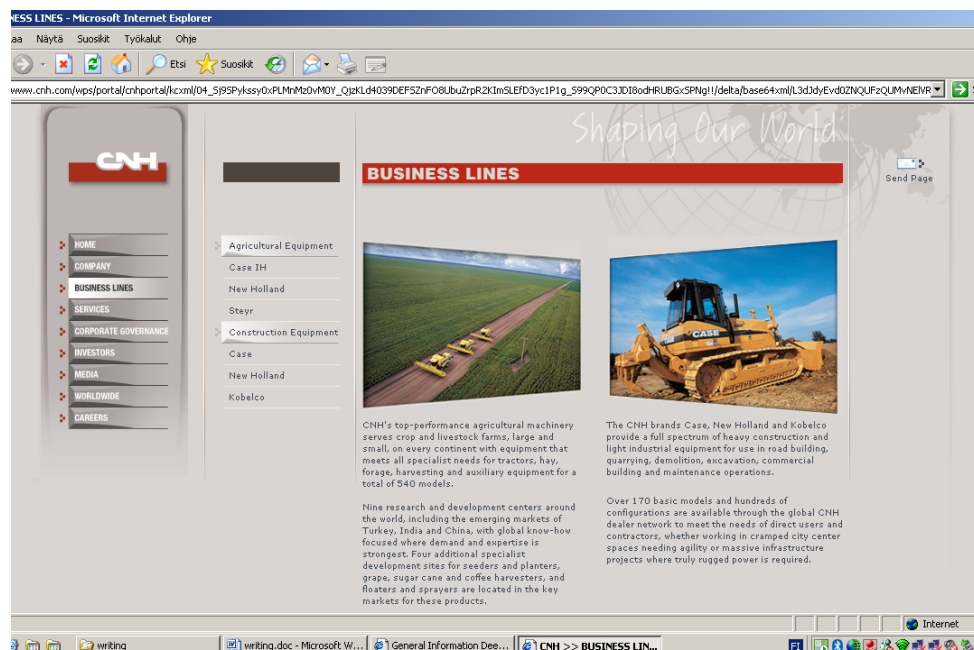 NESS LINES - Microsoft Internet Explorer
aa Näytä Suosikit Työkalut Ohje
Etsi Suosikit
Shaping Our World
CNH
BUSINESS LINES
Send Page
HOME
COMPANY
BUSINESS LINES
SERVICES
CORPORATE GOVERNANCE
INVESTORS
MEDIA
WORLDWIDE
CAREERS
Agricultural Equipment
Case IH
New Holland
Steyr
Construction Equipment
Case
New Holland
Kobelco
CASE
CNH's top-performance agricultural machinery
serves crop and livestock farms, large and
small, on every continent with equipment that
meets all specialist needs for tractors, hay,
forage, harvesting and auxiliary equipment for a
total of 540 models.
Nine research and development centers around
the world, including the emerging markets of
Turkey, India and China, with global know-how
focused where demand and expertise is
strongest. Four additional specialist
development sites for seeders and planters,
grape, sugar cane and coffee harvesters, and
floaters and sprayers are located in the key
markets for these products.
The CNH brands Case, New Holland and Kobelco
provide a full spectrum of heavy construction and
light industrial equipment for use in road building,
quarrying, demolition, excavation, commercial
building and maintenance operations.
Over 170 basic models and hundreds of
configurations are available through the global CNH
dealer network to meet the needs of direct users and
contractors, whether working in cramped city center
spaces needing agility or massive infrastructure
projects where truly rugged power is required.
Internet
writing
writing.doc - Microsoft W...
General Information Dee...
CNH >> BUSINESS LIN...
FI